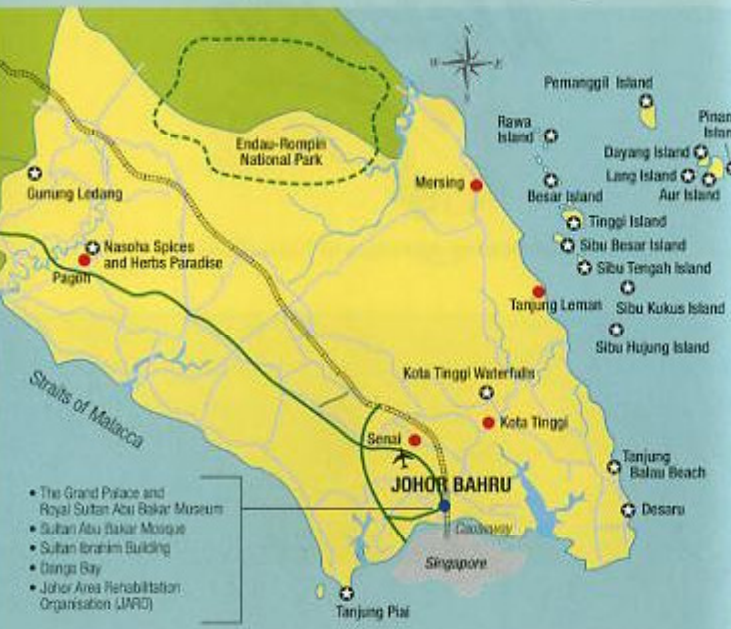 N
W
E
S
Pemanggil Island
Rawa
Island
Dayang Island
Lang Island
Aur Island
Besar Island
Tinggi Island
Sibu Besar Island
Sibu Tengah Island
Sibu Kukus Island
Sibu Hujung Island
Endau-Rompin
National Park
Mersing
Gunung Ledang
Nasoha Spices
and Herbs Paradise
Pagoh
Tanjung Leman
Straits of Malacca
Kota Tinggi Waterfalls
Kota Tinggi
Senai
JOHOR BAHRU
Tanjung
Balau Beach
Desaru
Causeway
Singapore
Tanjung Piai
• The Grand Palace and
Royal Sultan Abu Bakar Museum
• Sultan Abu Bakar Mosque
• Sultan Ibrahim Building
• Danga Bay
• Johor Area Rehabilitation
Organisation (JARO)